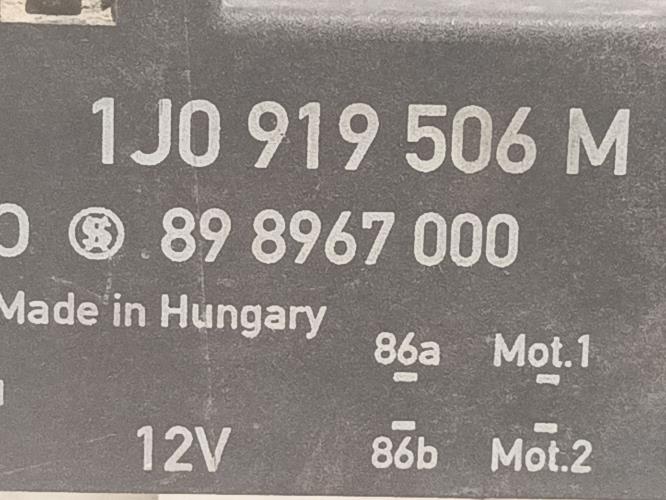 1J0 919 506 M
O 89 8967 000
Made in Hungary
86a Mot.1
12V 86b Mot.2